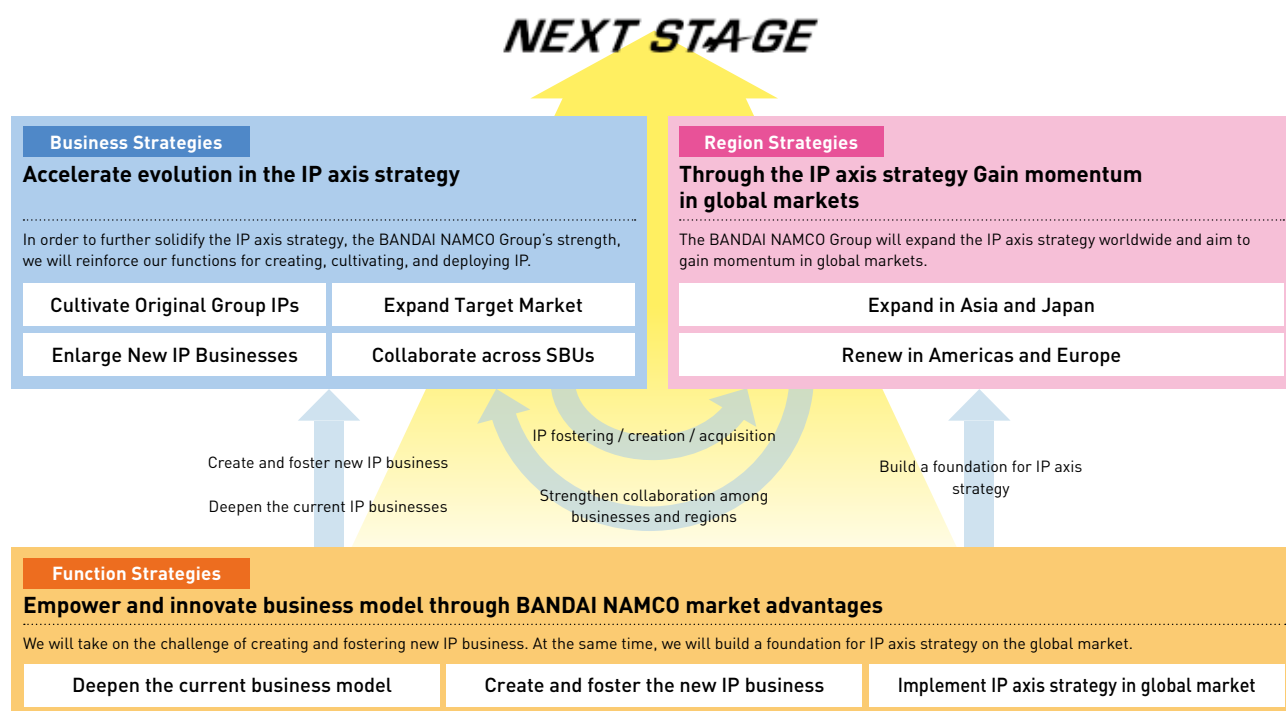 NEXT STAGE
Business Strategies
Accelerate evolution in the IP axis strategy
In order to further solidify the IP axis strategy, the BANDAI NAMCO Group's strength,
we will reinforce our functions for creating, cultivating, and deploying IP.
Cultivate Original Group IPs
Expand Target Market
Enlarge New IP Businesses
Collaborate across SBUs
Region Strategies
Through the IP axis strategy Gain momentum
in global markets
The BANDAI NAMCO Group will expand the IP axis strategy worldwide and aim to
gain momentum in global markets.
Expand in Asia and Japan
Renew in Americas and Europe
Create and foster new IP business
Deepen the current IP businesses
IP fostering / creation / acquisition
Strengthen collaboration among
businesses and regions
Build a foundation for IP axis
strategy
Function Strategies
Empower and innovate business model through BANDAI NAMCO market advantages
We will take on the challenge of creating and fostering new IP business. At the same time, we will build a foundation for IP axis strategy on the global market.
Deepen the current business model
Create and foster the new IP business
Implement IP axis strategy in global market